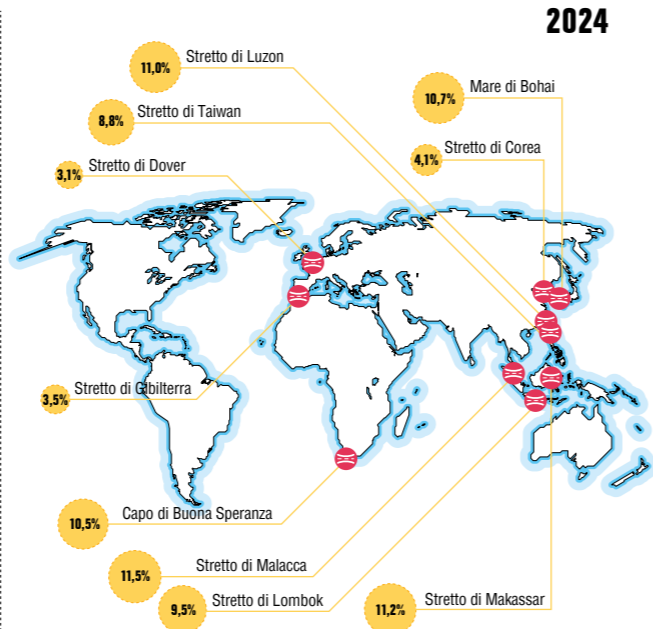 2024
11,0%
Stretto di Luzon
10,7%
Mare di Bohai
8,8%
Stretto di Taiwan
4,1%
Stretto di Corea
3,1%
Stretto di Dover
3,5%
Stretto di Gibilterra
10,5%
Capo di Buona Speranza
11,5%
Stretto di Malacca
9,5%
Stretto di Lombok
11,2%
Stretto di Makassar